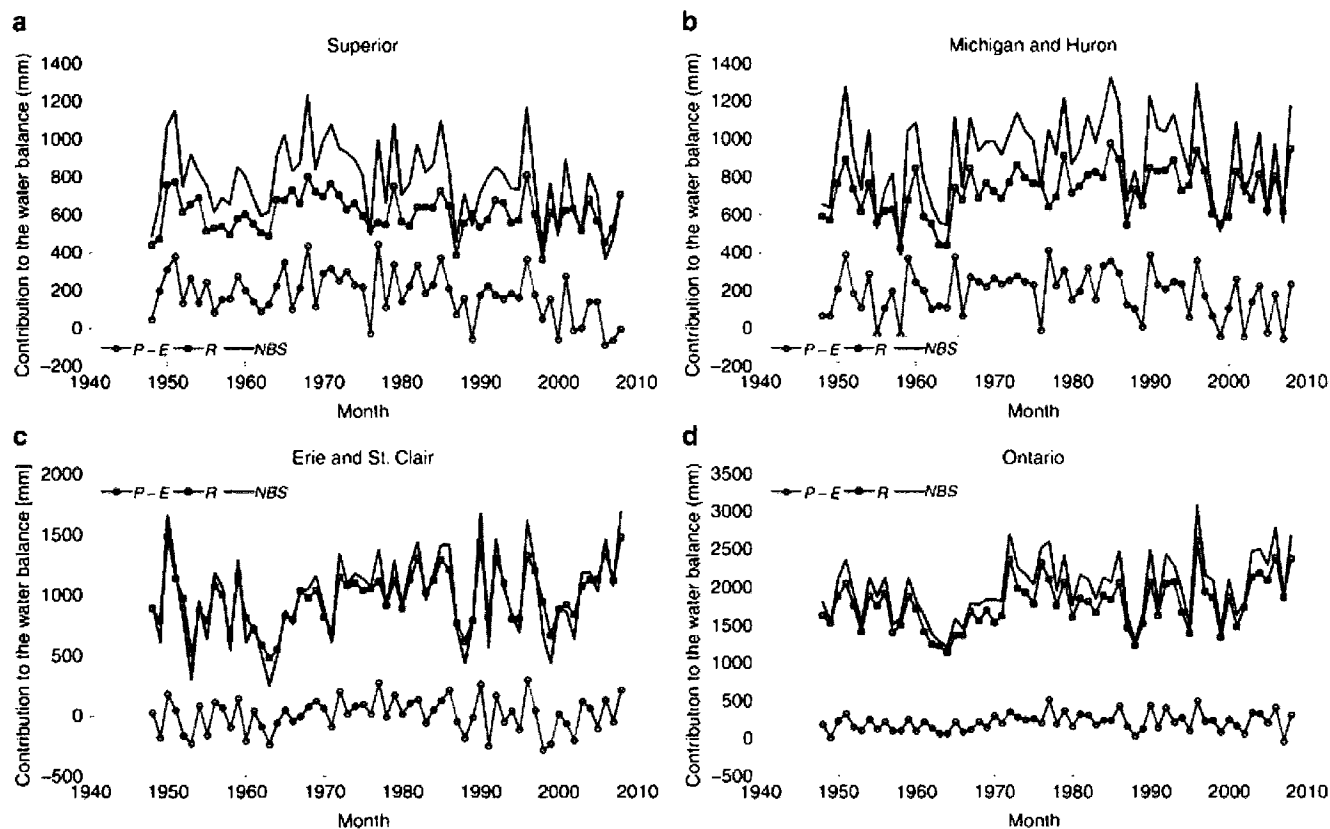 a
Superior
Contribution to the water balance (mm)
1400
1200
1000
800
600
400
200
0
−200
P − E R NBS
1940 1950 1960 1970 1980 1990 2000 2010
Month
b
Michigan and Huron
Contribution to the water balance (mm)
1400
1200
1000
800
600
400
200
0
−200
P − E R NBS
1940 1950 1960 1970 1980 1990 2000 2010
Month
c
Erie and St. Clair
Contribution to the water balance [mm]
2000
1500
1000
500
0
−500
P − E R NBS
1940 1950 1960 1970 1980 1990 2000 2010
Month
d
Ontario
Contribution to the water balance (mm)
3500
3000
2500
2000
1500
1000
500
0
−500
P − E R NBS
1940 1950 1960 1970 1980 1990 2000 2010
Month